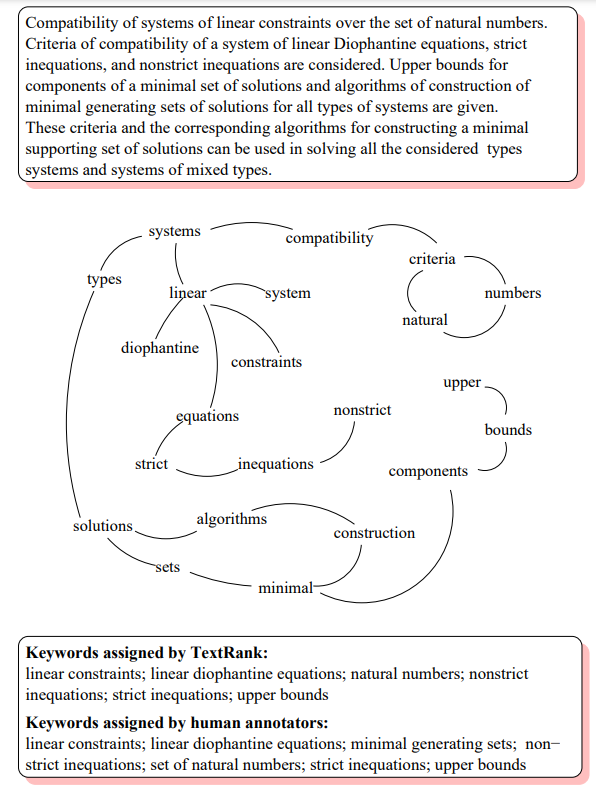 Compatibility of systems of linear constraints over the set of natural numbers.
Criteria of compatibility of a system of linear Diophantine equations, strict
inequations, and nonstrict inequations are considered. Upper bounds for
components of a minimal set of solutions and algorithms of construction of
minimal generating sets of solutions for all types of systems are given.
These criteria and the corresponding algorithms for constructing a minimal
supporting set of solutions can be used in solving all the considered types
systems and systems of mixed types.
systems
compatibility
criteria
types
linear
system
numbers
natural
diophantine
constraints
upper
equations
nonstrict
bounds
strict
inequations
components
solutions
algorithms
construction
sets
minimal
Keywords assigned by TextRank:
linear constraints; linear diophantine equations; natural numbers; nonstrict
inequations; strict inequations; upper bounds
Keywords assigned by human annotators:
linear constraints; linear diophantine equations; minimal generating sets; non−
strict inequations; set of natural numbers; strict inequations; upper bounds